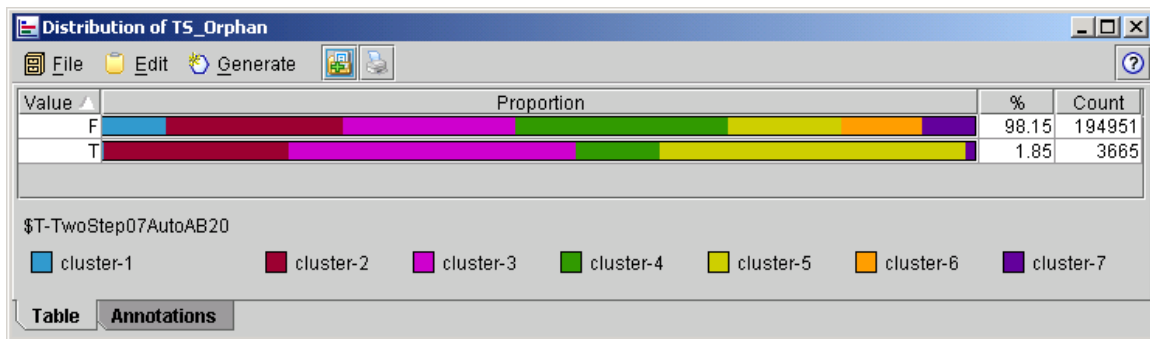 Distribution of TS_Orphan
File Edit Generate
Value Proportion % Count
F 98.15 194951
T 1.85 3665
$T-TwoStep07AutoAB20
cluster-1 cluster-2 cluster-3 cluster-4 cluster-5 cluster-6 cluster-7
Table Annotations